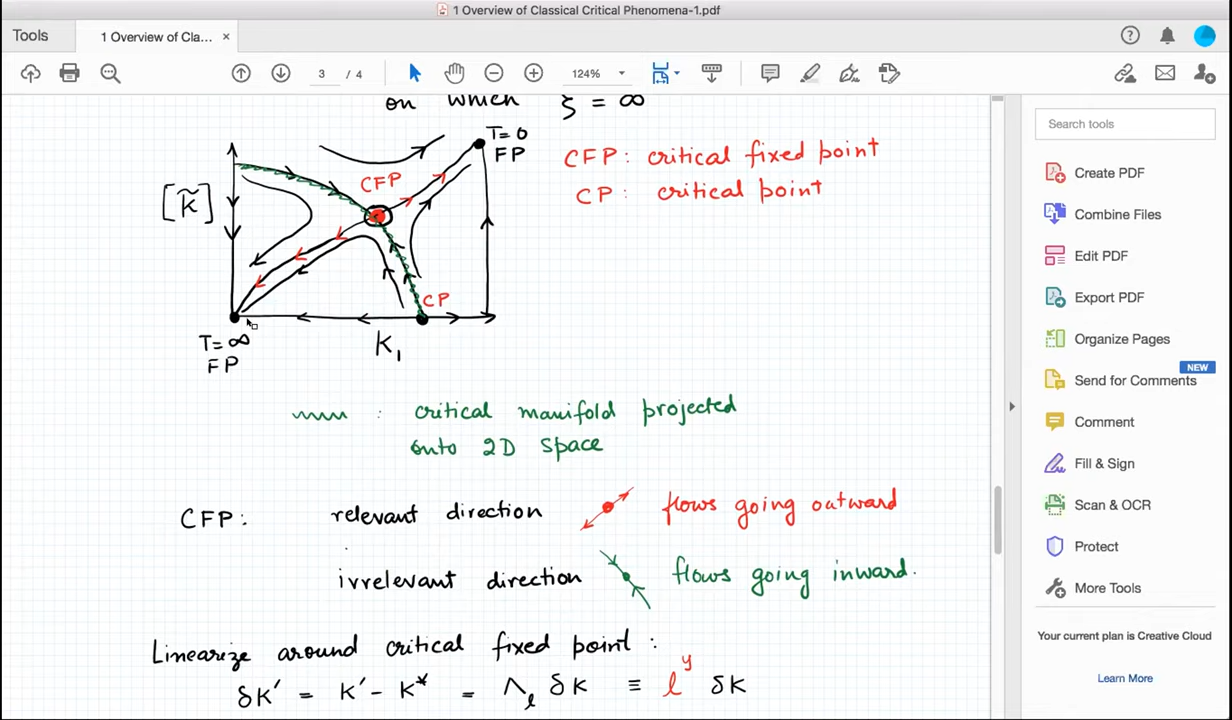 1 Overview of Classical Critical Phenomena-1.pdf
Tools
1 Overview of Cla...
×
3 / 4
124%
on which ξ = ∞
T=0
FP
CFP: critical fixed point
CFP
CP: critical point
[K̃]
CP
T=∞
FP
K₁
: critical manifold projected
onto 2D space
CFP: relevant direction flows going outward
irrelevant direction flows going inward.
Linearize around critical fixed point:
δK' = K' - K* = Λ_ℓ δK ≡ ℓ^y δK
Search tools
Create PDF
Combine Files
Edit PDF
Export PDF
Organize Pages
NEW
Send for Comments
Comment
Fill & Sign
Scan & OCR
Protect
More Tools
Your current plan is Creative Cloud
Learn More